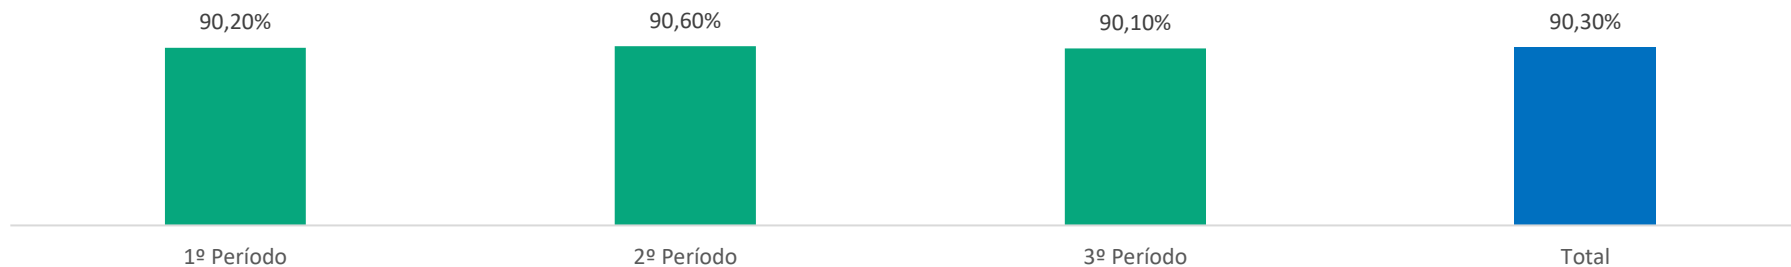 90,20%
90,60%
90,10%
90,30%
1º Período
2º Período
3º Período
Total